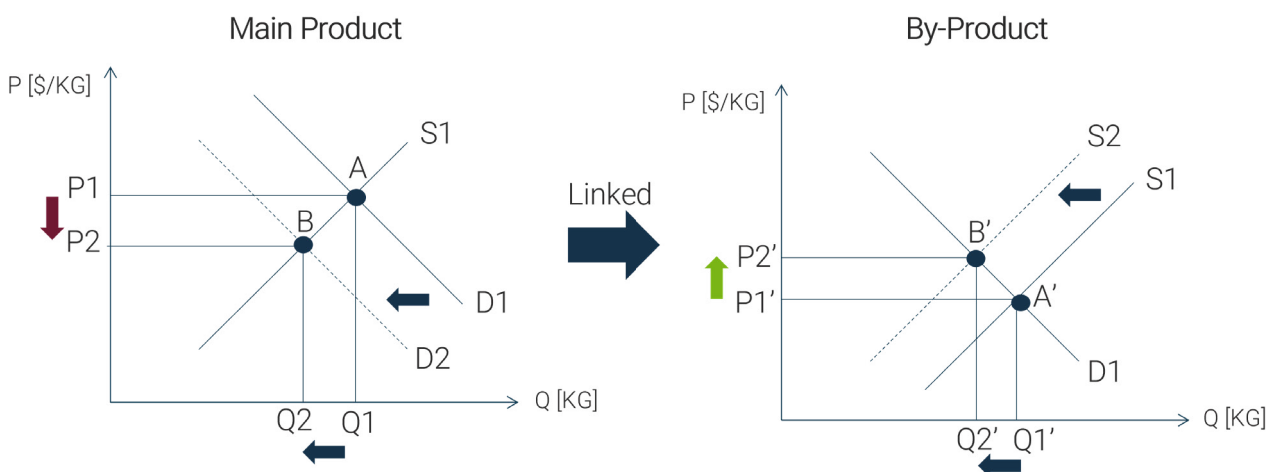 Main Product
P [$/KG]
S1
A
P1
B
P2
D1
D2
Q [KG]
Q2
Q1
Linked
By-Product
P [$/KG]
S2
S1
B’
P2’
P1’
A’
D1
Q [KG]
Q2’
Q1’